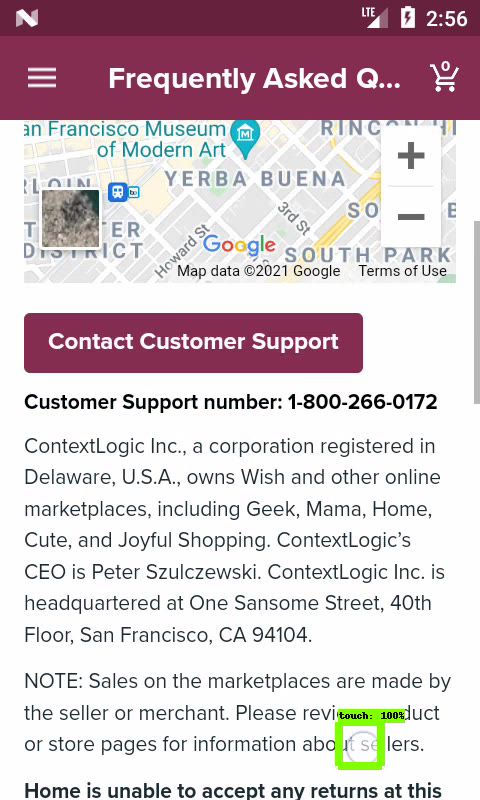 LTE 2:56
Frequently Asked Q... 0
an Francisco Museum
of Modern Art
RINCON HI
YERBA BUENA
RLOIN
3rd St
SO B
T ER
DISTRICT
Howard St
Google
SOUTH PARK
Map data ©2021 Google Terms of Use
Contact Customer Support
Customer Support number: 1-800-266-0172
ContextLogic Inc., a corporation registered in
Delaware, U.S.A., owns Wish and other online
marketplaces, including Geek, Mama, Home,
Cute, and Joyful Shopping. ContextLogic’s
CEO is Peter Szulczewski. ContextLogic Inc. is
headquartered at One Sansome Street, 40th
Floor, San Francisco, CA 94104.
NOTE: Sales on the marketplaces are made by
the seller or merchant. Please revi duct
touch: 100%
or store pages for information about sellers.
Home is unable to accept any returns at this